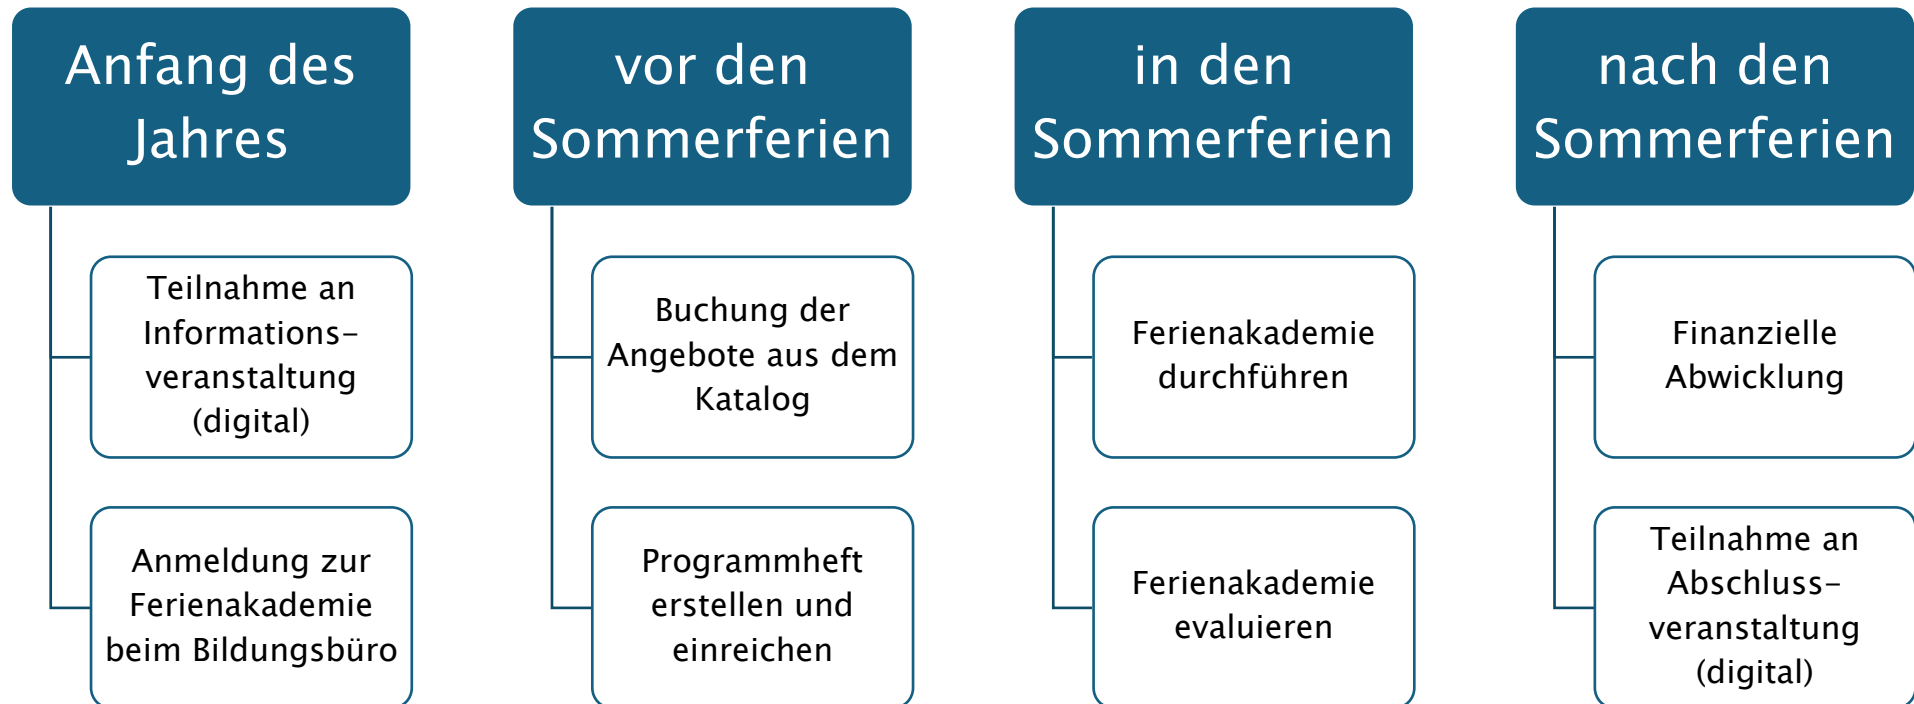 Anfang des
Jahres
Teilnahme an
Informations-
veranstaltung
(digital)
Anmeldung zur
Ferienakademie
beim Bildungsbüro
vor den
Sommerferien
Buchung der
Angebote aus dem
Katalog
Programmheft
erstellen und
einreichen
in den
Sommerferien
Ferienakademie
durchführen
Ferienakademie
evaluieren
nach den
Sommerferien
Finanzielle
Abwicklung
Teilnahme an
Abschluss-
veranstaltung
(digital)